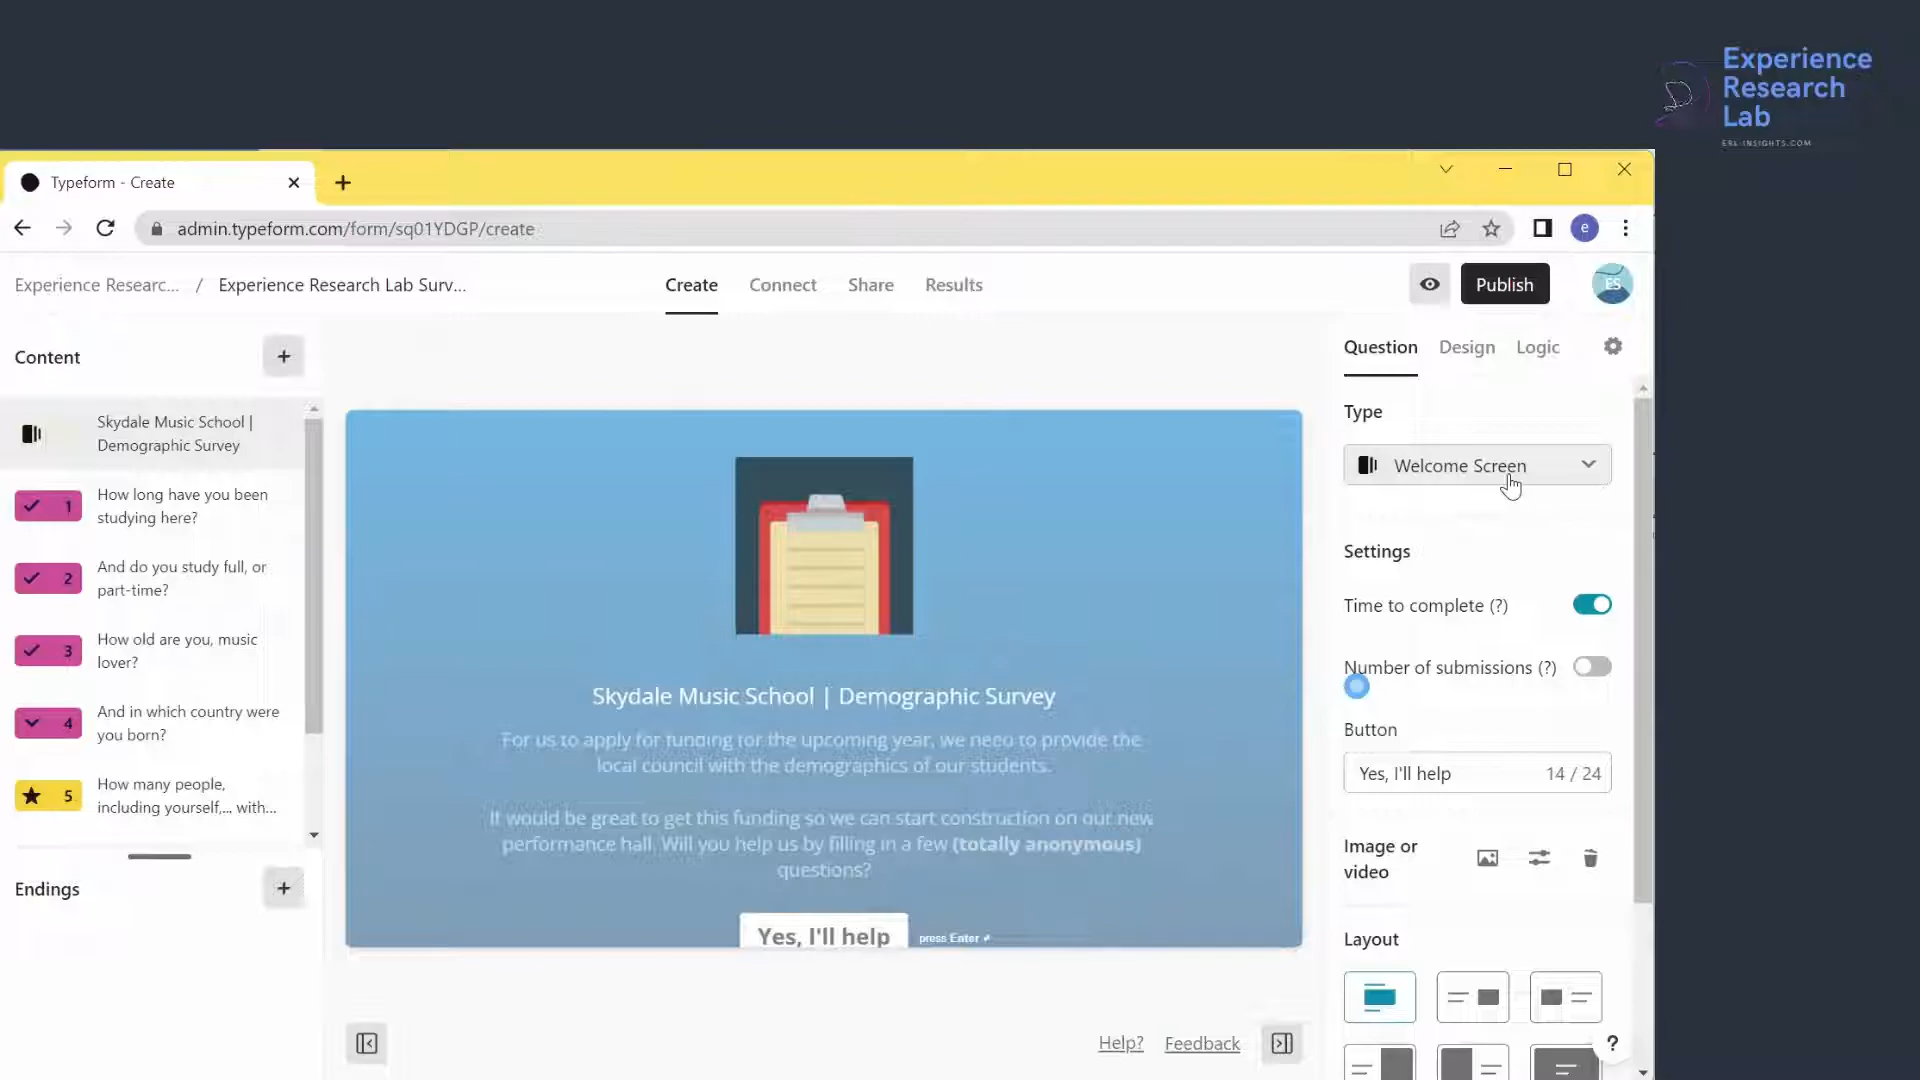 Experience
Research
Lab
ERL-INSIGHTS.COM
Typeform - Create
admin.typeform.com/form/sq01YDGP/create
e
Experience Researc... / Experience Research Lab Surv...
Create
Connect
Share
Results
Publish
ES
Content
Question
Design
Logic
Skydale Music School |
Demographic Survey
1
How long have you been
studying here?
2
And do you study full, or
part-time?
3
How old are you, music
lover?
4
And in which country were
you born?
5
How many people,
including yourself,... with...
Endings
Skydale Music School | Demographic Survey
For us to apply for funding for the upcoming year, we need to provide the
local council with the demographics of our students.
It would be great to get this funding so we can start construction on our new
performance hall. Will you help us by filling in a few (totally anonymous)
questions?
Yes, I'll help
press Enter ↵
Help?
Feedback
Type
Welcome Screen
Settings
Time to complete (?)
Number of submissions (?)
Button
Yes, I'll help
14 / 24
Image or
video
Layout
?